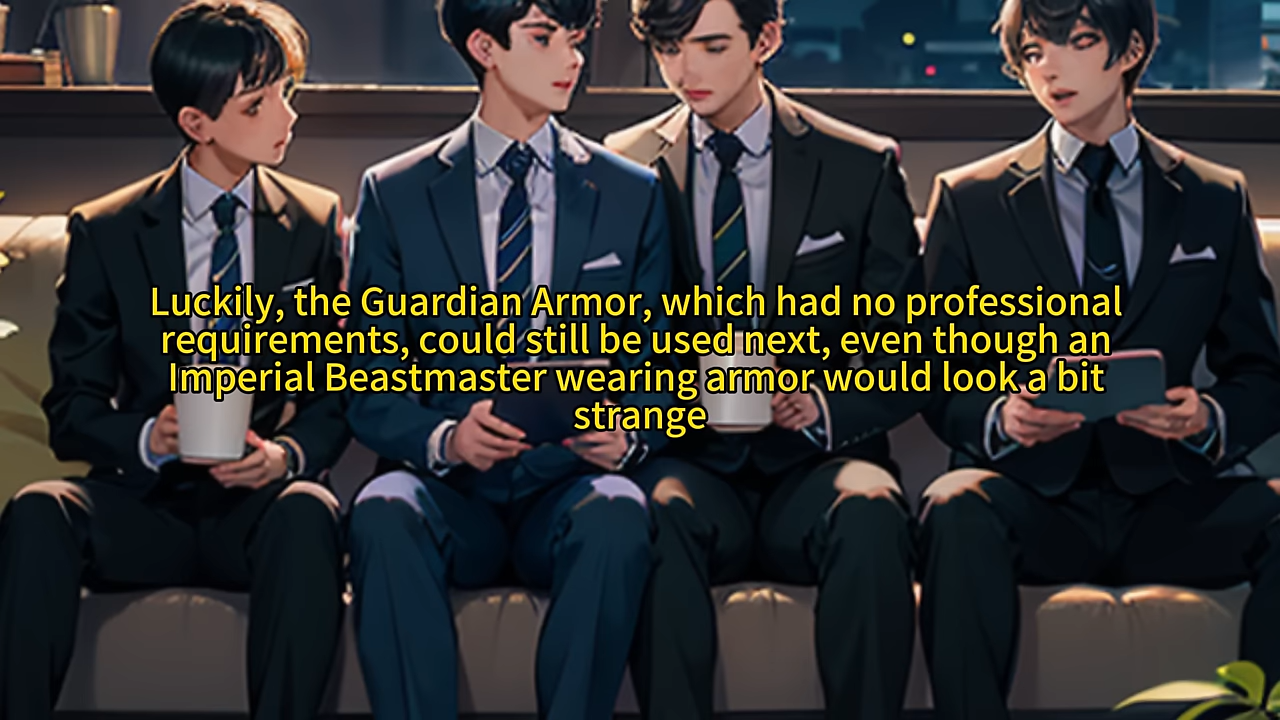 Luckily, the Guardian Armor, which had no professional
requirements, could still be used next, even though an
Imperial Beastmaster wearing armor would look a bit
strange